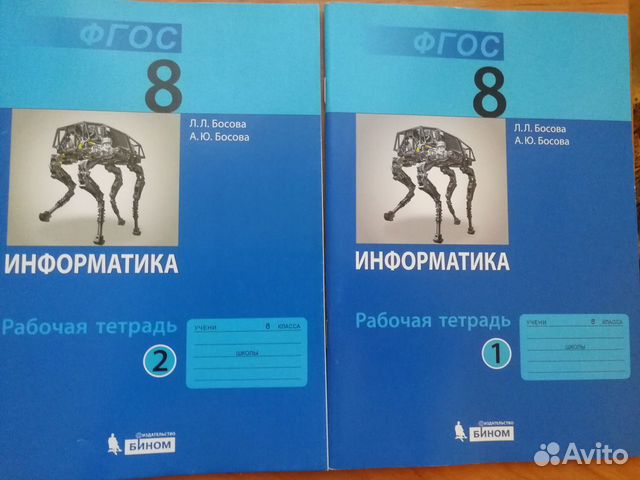 ФГОС
8
Л.Л. Босова
А.Ю. Босова
ИНФОРМАТИКА
Рабочая тетрадь
2
УЧЕНИ 8 КЛАССА
ШКОЛЫ
ИЗДАТЕЛЬСТВО
БИНОМ
ФГОС
8
Л.Л. Босова
А.Ю. Босова
ИНФОРМАТИКА
Рабочая тетрадь
1
УЧЕНИ 8 КЛАССА
ШКОЛЫ
ИЗДАТЕЛЬСТВО
БИНОМ
Avito